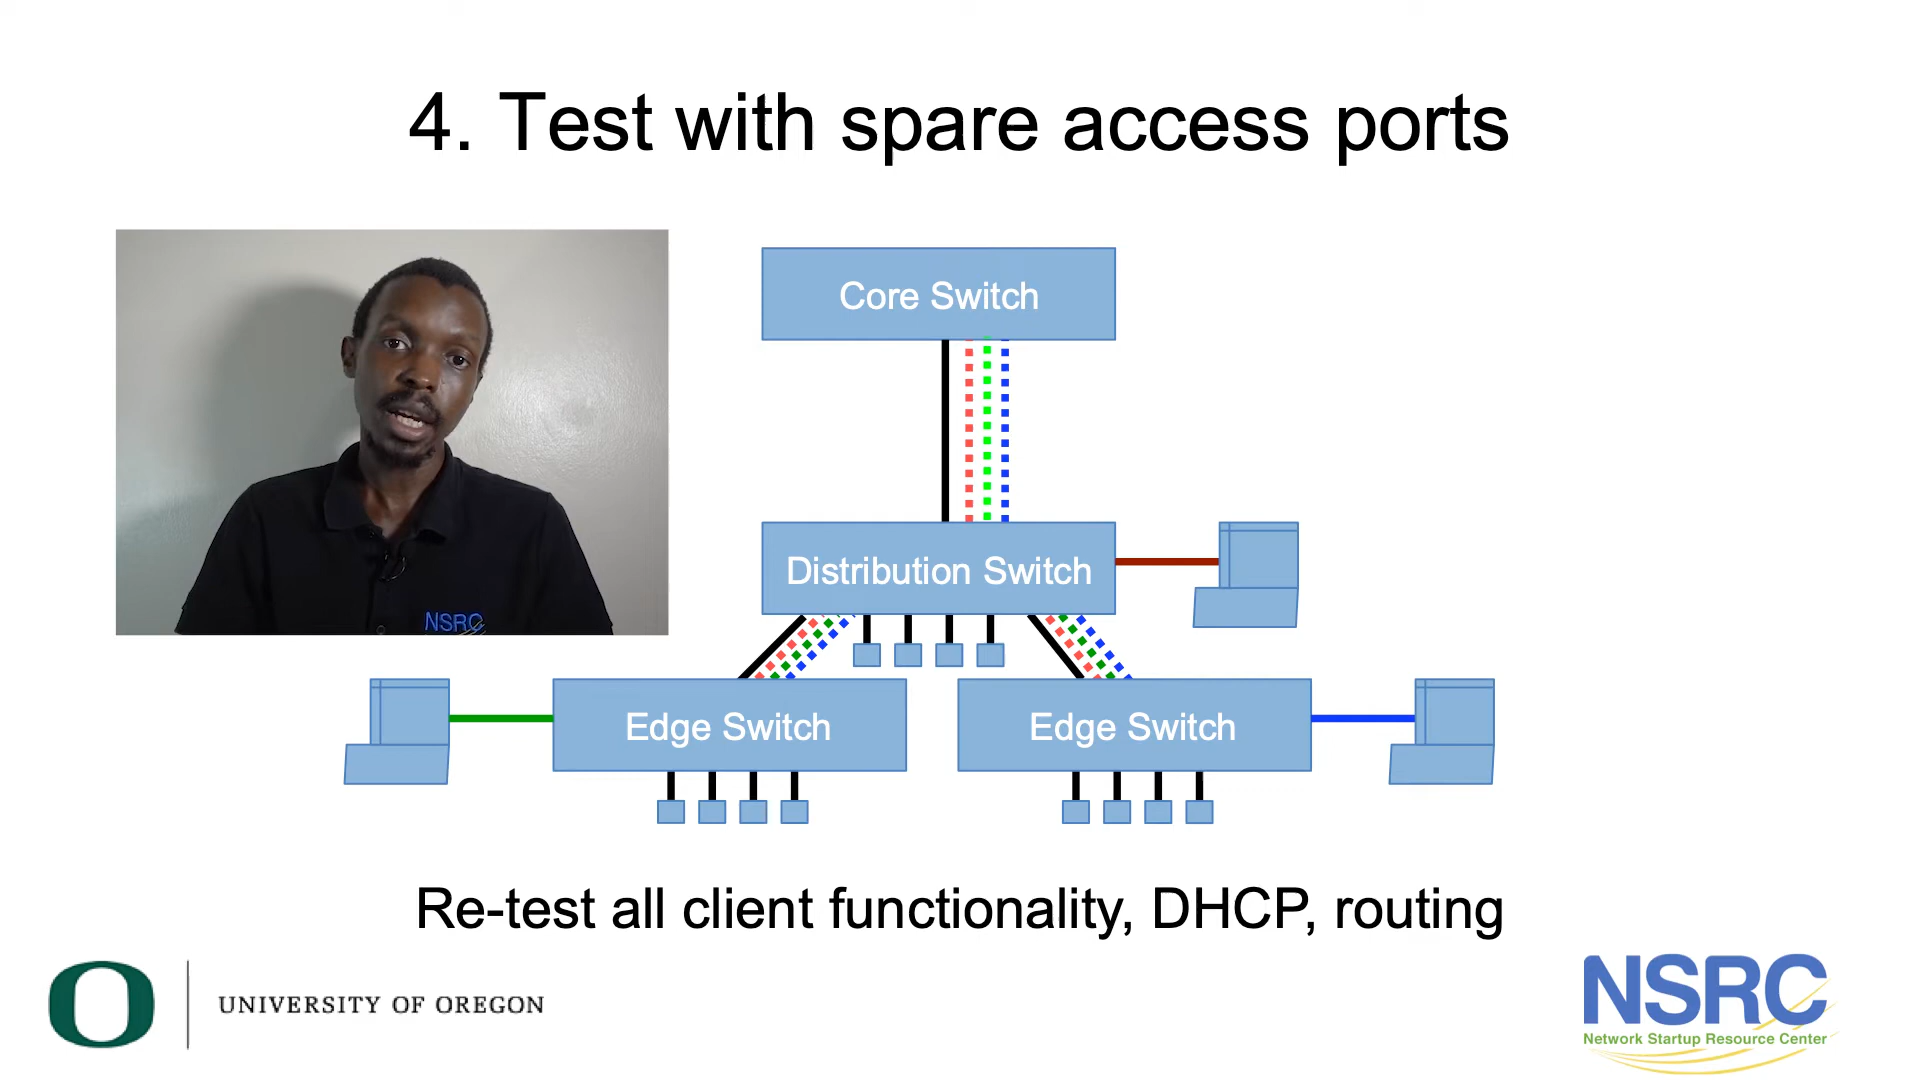 4. Test with spare access ports
Core Switch
Distribution Switch
NSRC
Edge Switch
Edge Switch
Re-test all client functionality, DHCP, routing
UNIVERSITY OF OREGON
NSRC
Network Startup Resource Center